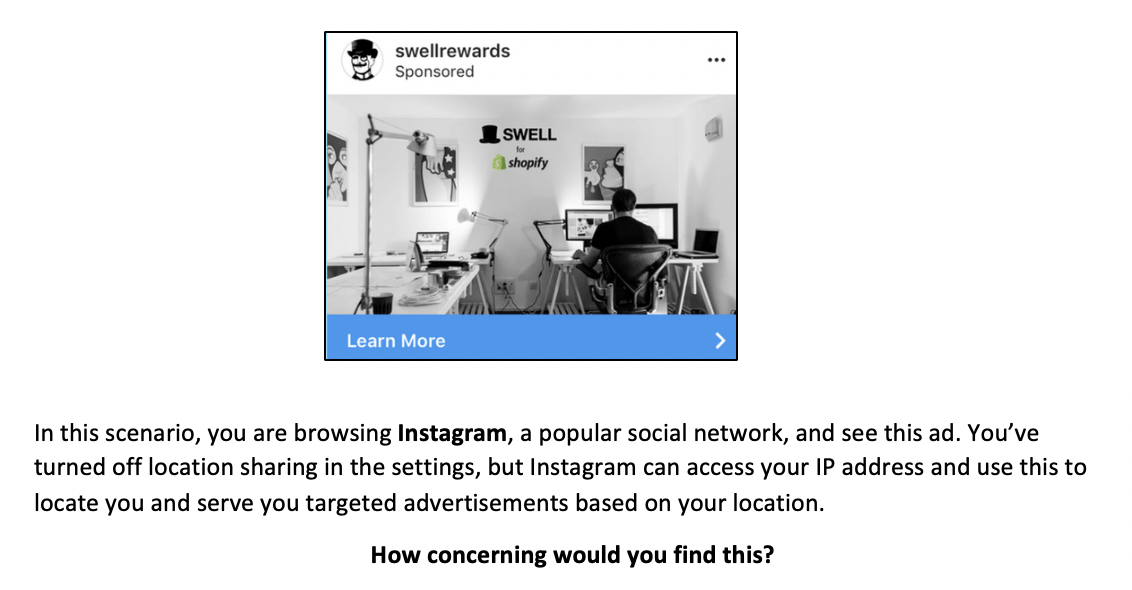 swellrewards
Sponsored
SWELL
for
shopify
Learn More
In this scenario, you are browsing Instagram, a popular social network, and see this ad. You’ve
turned off location sharing in the settings, but Instagram can access your IP address and use this to
locate you and serve you targeted advertisements based on your location.
How concerning would you find this?